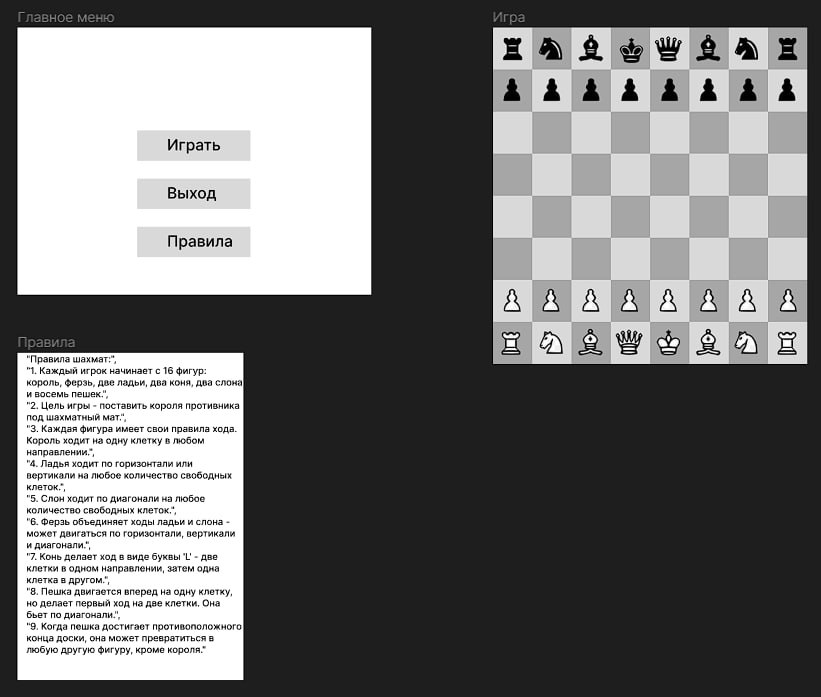 Главное меню
Играть
Выход
Правила
Игра
Правила
"Правила шахмат:",
"1. Каждый игрок начинает с 16 фигур:
король, ферзь, две ладьи, два коня, два слона
и восемь пешек.",
"2. Цель игры - поставить короля противника
под шахматный мат.",
"3. Каждая фигура имеет свои правила хода.
Король ходит на одну клетку в любом
направлении.",
"4. Ладья ходит по горизонтали или
вертикали на любое количество свободных
клеток.",
"5. Слон ходит по диагонали на любое
количество свободных клеток.",
"6. Ферзь объединяет ходы ладьи и слона -
может двигаться по горизонтали, вертикали
и диагонали.",
"7. Конь делает ход в виде буквы 'L' - две
клетки в одном направлении, затем одна
клетка в другом.",
"8. Пешка двигается вперед на одну клетку,
но делает первый ход на две клетки. Она
бьет по диагонали.",
"9. Когда пешка достигает противоположного
конца доски, она может превратиться в
любую другую фигуру, кроме короля."